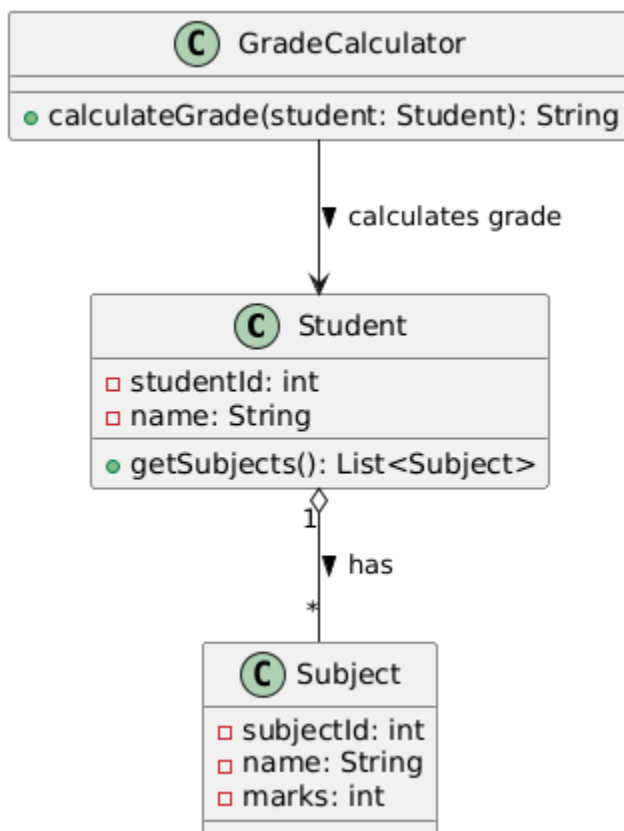 C GradeCalculator
calculateGrade(student: Student): String
calculates grade
C Student
studentId: int
name: String
getSubjects(): List<Subject>
1
has
*
C Subject
subjectId: int
name: String
marks: int